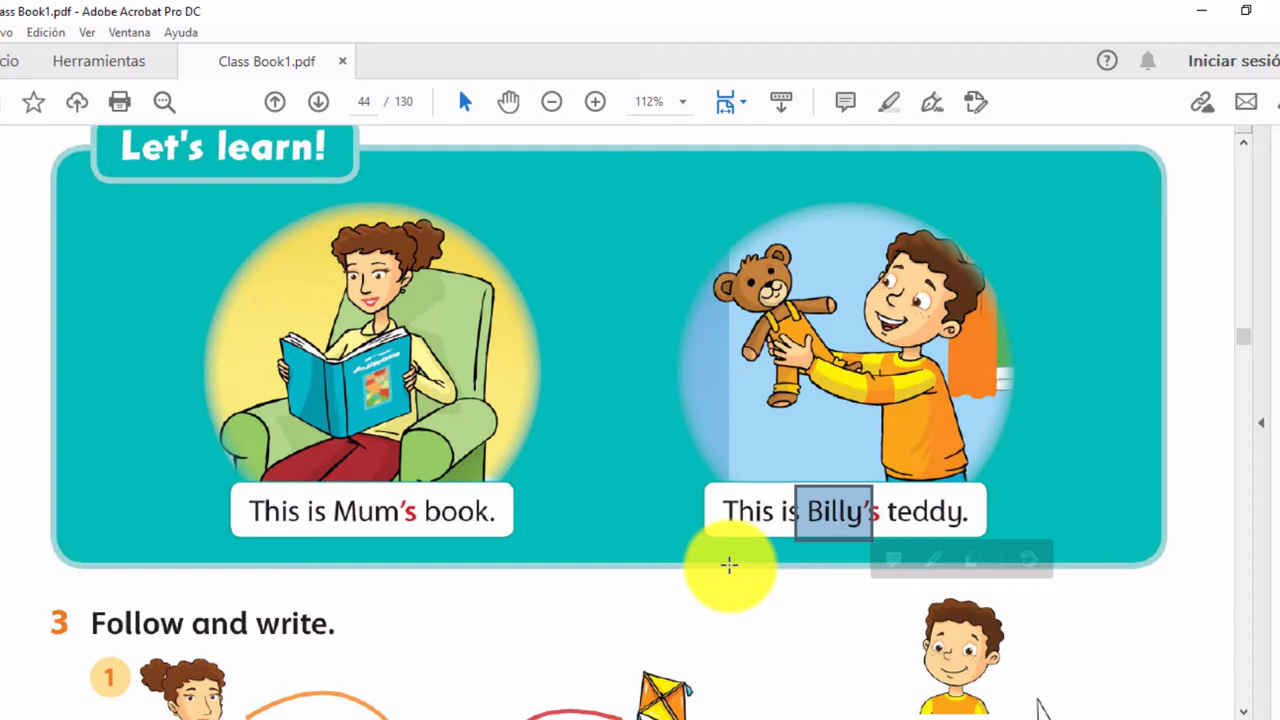 lass Book1.pdf - Adobe Acrobat Pro DC
vo Edición Ver Ventana Ayuda
cio Herramientas Class Book1.pdf × Iniciar sesió
44 / 130 112%
Let's learn!
This is Mum's book. This is Billy's teddy.
3 Follow and write.
1